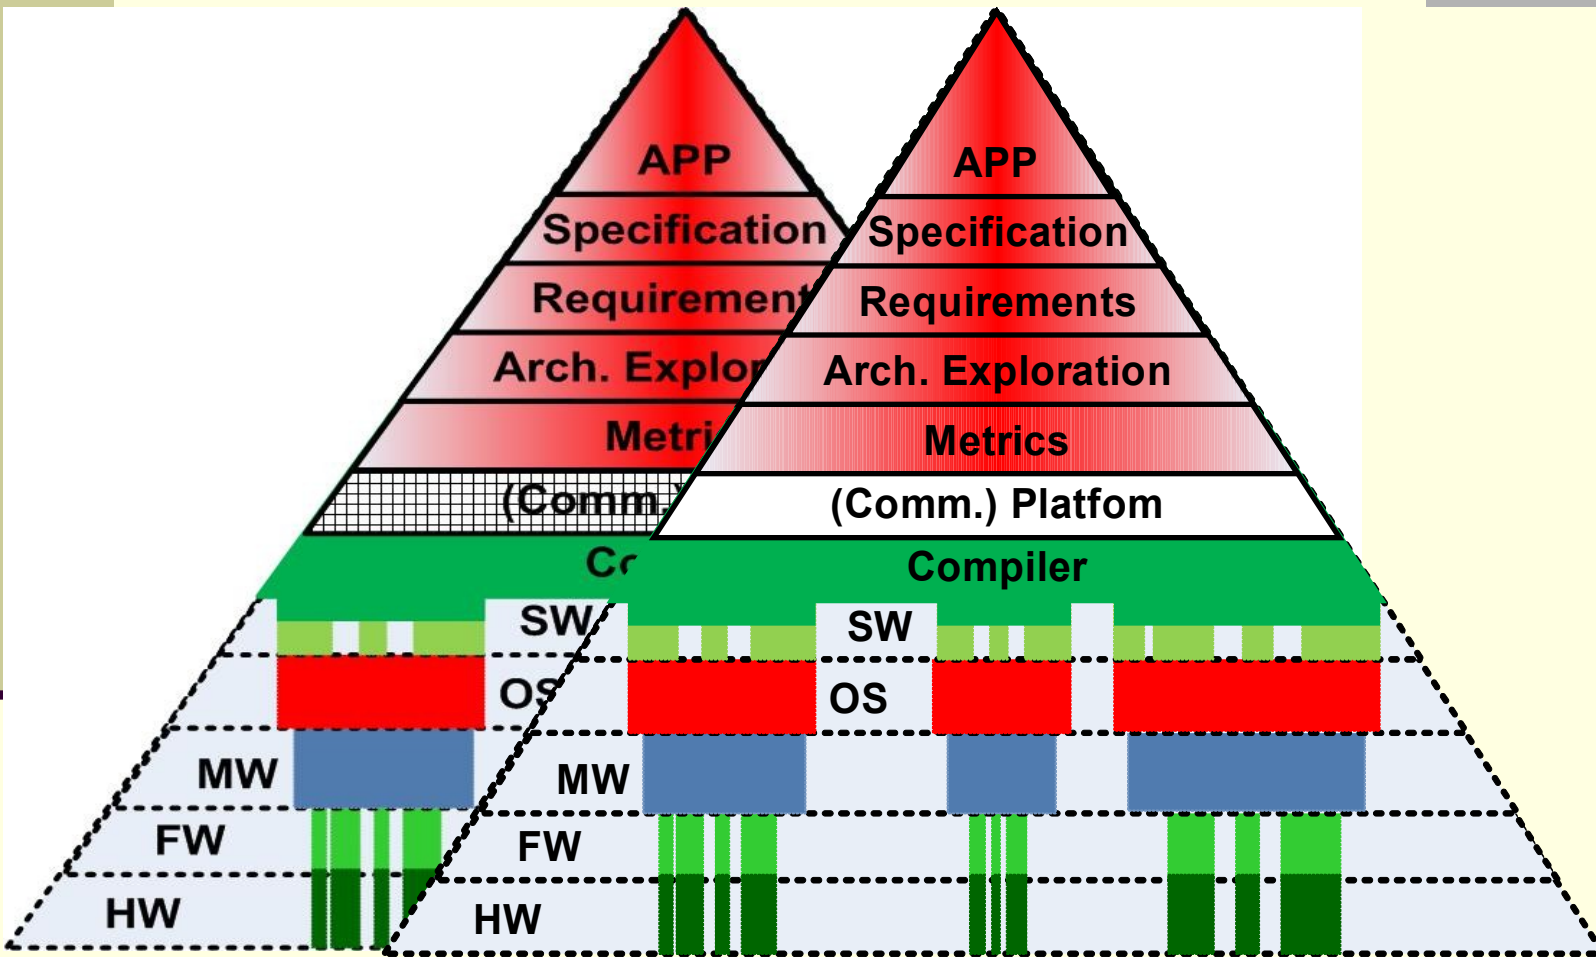 APP
Specification
Requirement
Arch. Explor
Metri
(Comm.)
SW
OS
MW
FW
HW
APP
Specification
Requirements
Arch. Exploration
Metrics
(Comm.) Platfom
Compiler
SW
OS
MW
FW
HW